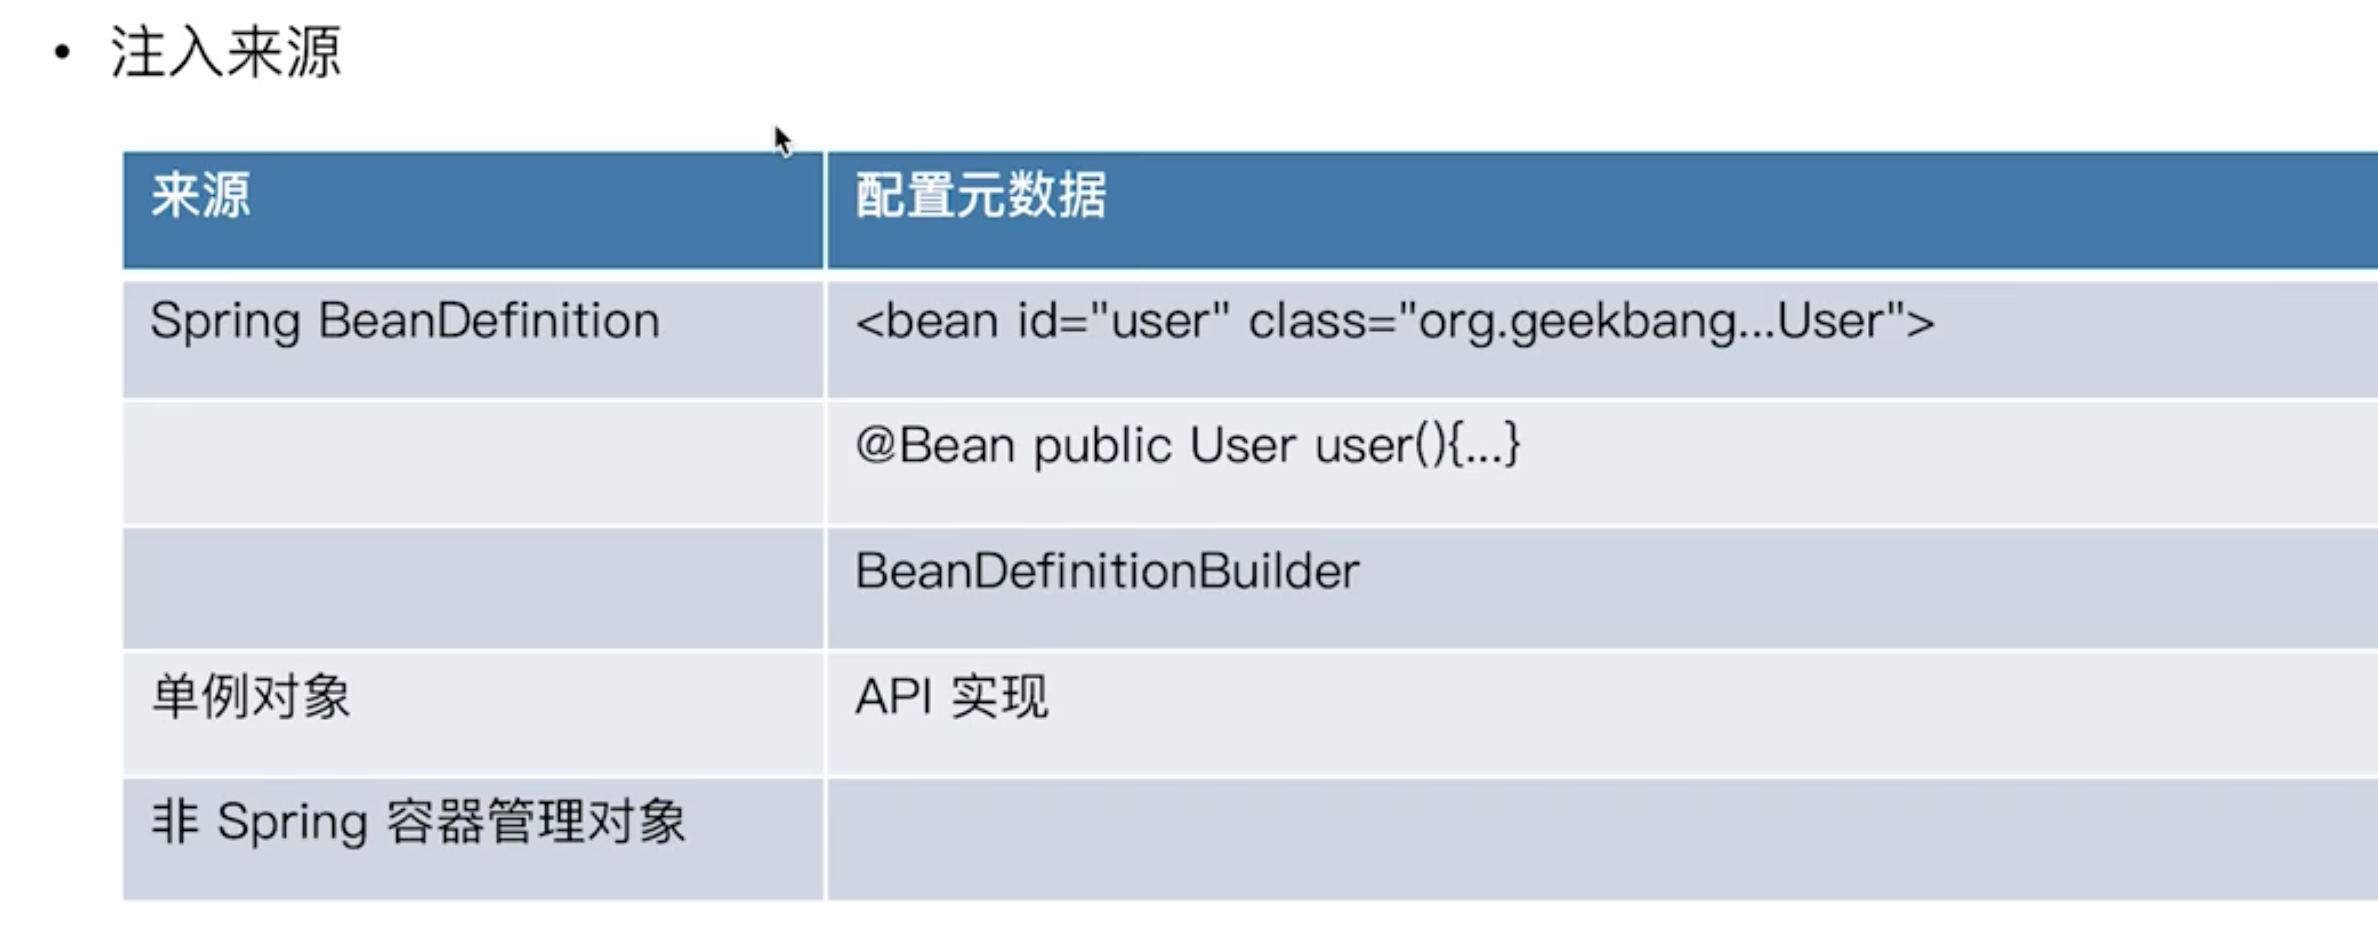 • 注入来源
来源 配置元数据
Spring BeanDefinition <bean id="user" class="org.geekbang...User">
@Bean public User user(){...}
BeanDefinitionBuilder
单例对象 API 实现
非 Spring 容器管理对象